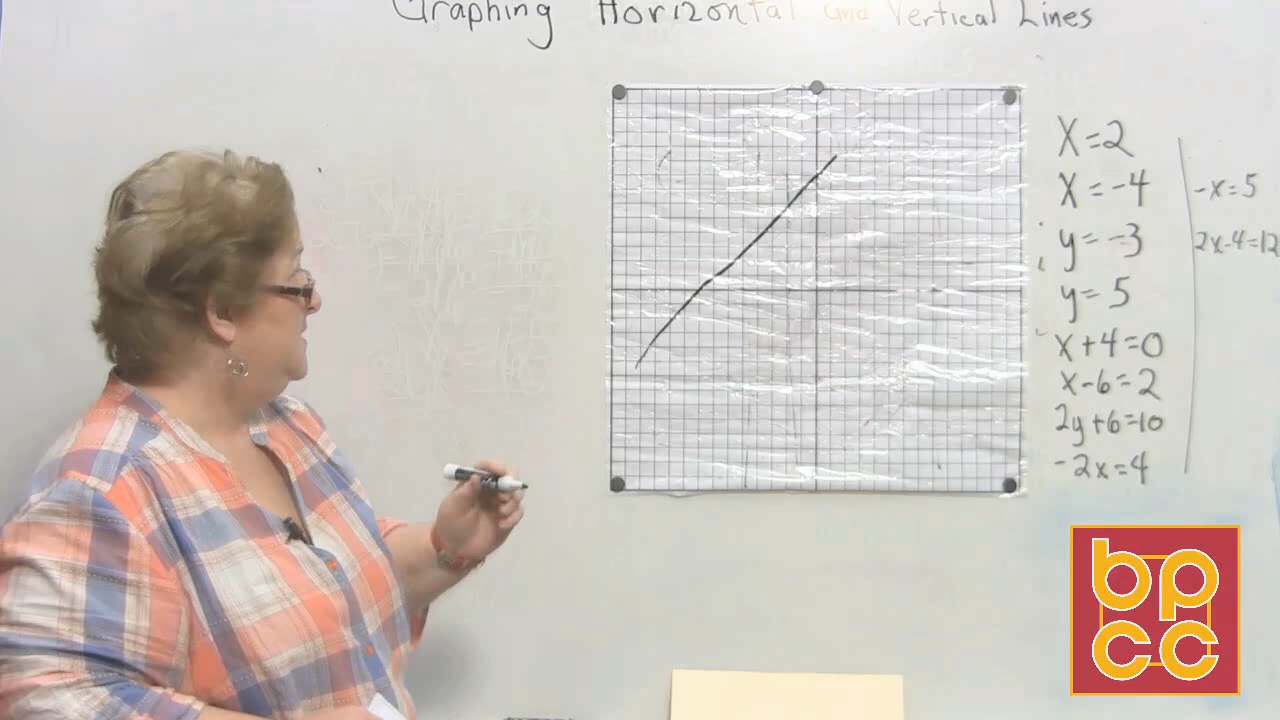 Graphing Horizontal and Vertical Lines
x=2
x=-4
y=-3
y=5
x+4=0
x-6=2
2y+6=10
-2x=4
-x=5
2x-4=12
bp
cc